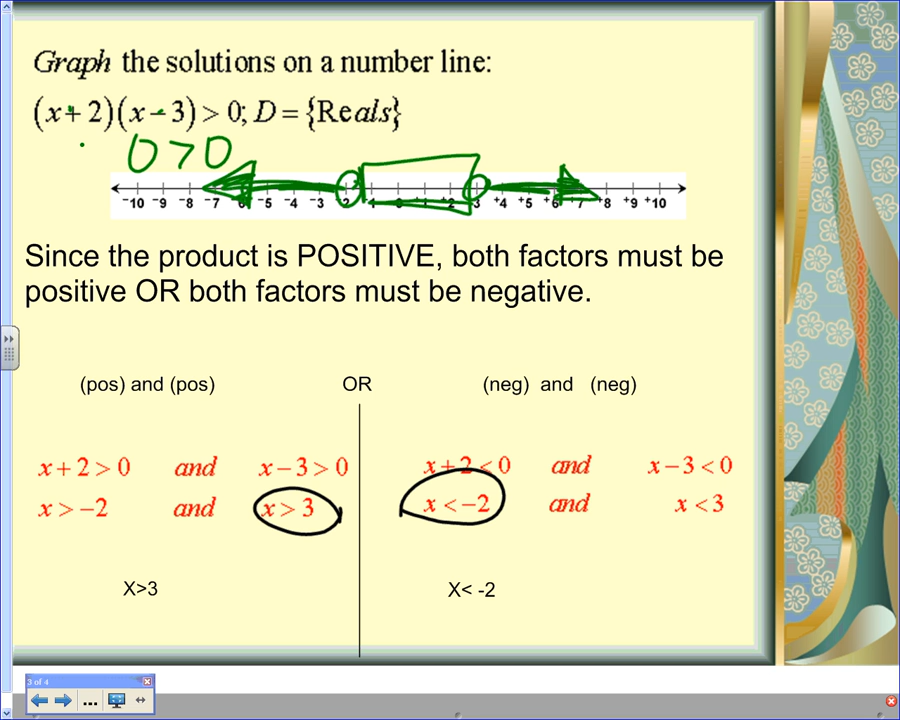 Graph the solutions on a number line:
(x+2)(x-3)>0; D={Reals}
0>0
-10 -9 -8 -7 -5 -4 -3 -2 -1 +2 3 +4 +5 +6 7 +8 +9 +10
Since the product is POSITIVE, both factors must be
positive OR both factors must be negative.
(pos) and (pos) OR (neg) and (neg)
x+2>0 and x-3>0 x+2<0 and x-3<0
x>-2 and x>3 x<-2 and x<3
X>3 X< -2
3 of 4